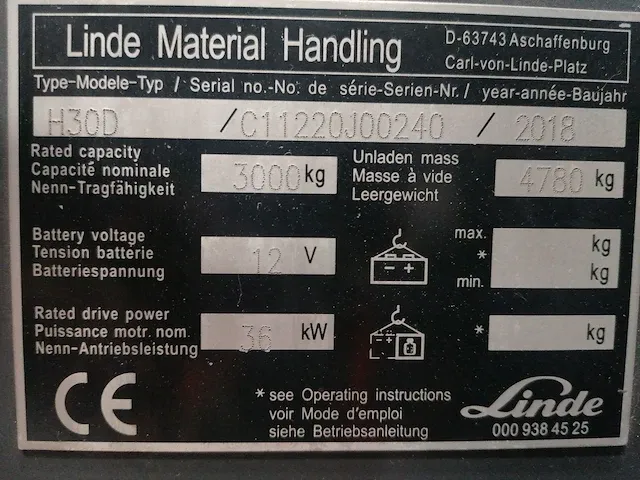 Linde Material Handling
D-63743 Aschaffenburg
Carl-von-Linde-Platz
Type-Modele-Typ / Serial no.-No. de série-Serien-Nr. / year-année-Baujahr
H30D / C11220J00240 / 2018
Rated capacity
Capacité nominale
Nenn-Tragfähigkeit
3000 kg
Unladen mass
Masse à vide
Leergewicht
4780 kg
Battery voltage
Tension batterie
Batteriespannung
12 V
max.
*
min.
kg
kg
Rated drive power
Puissance motr. nom.
Nenn-Antriebsleistung
36 kW
* kg
CE
* see Operating instructions
voir Mode d'emploi
siehe Betriebsanleitung
Linde
000 938 45 25